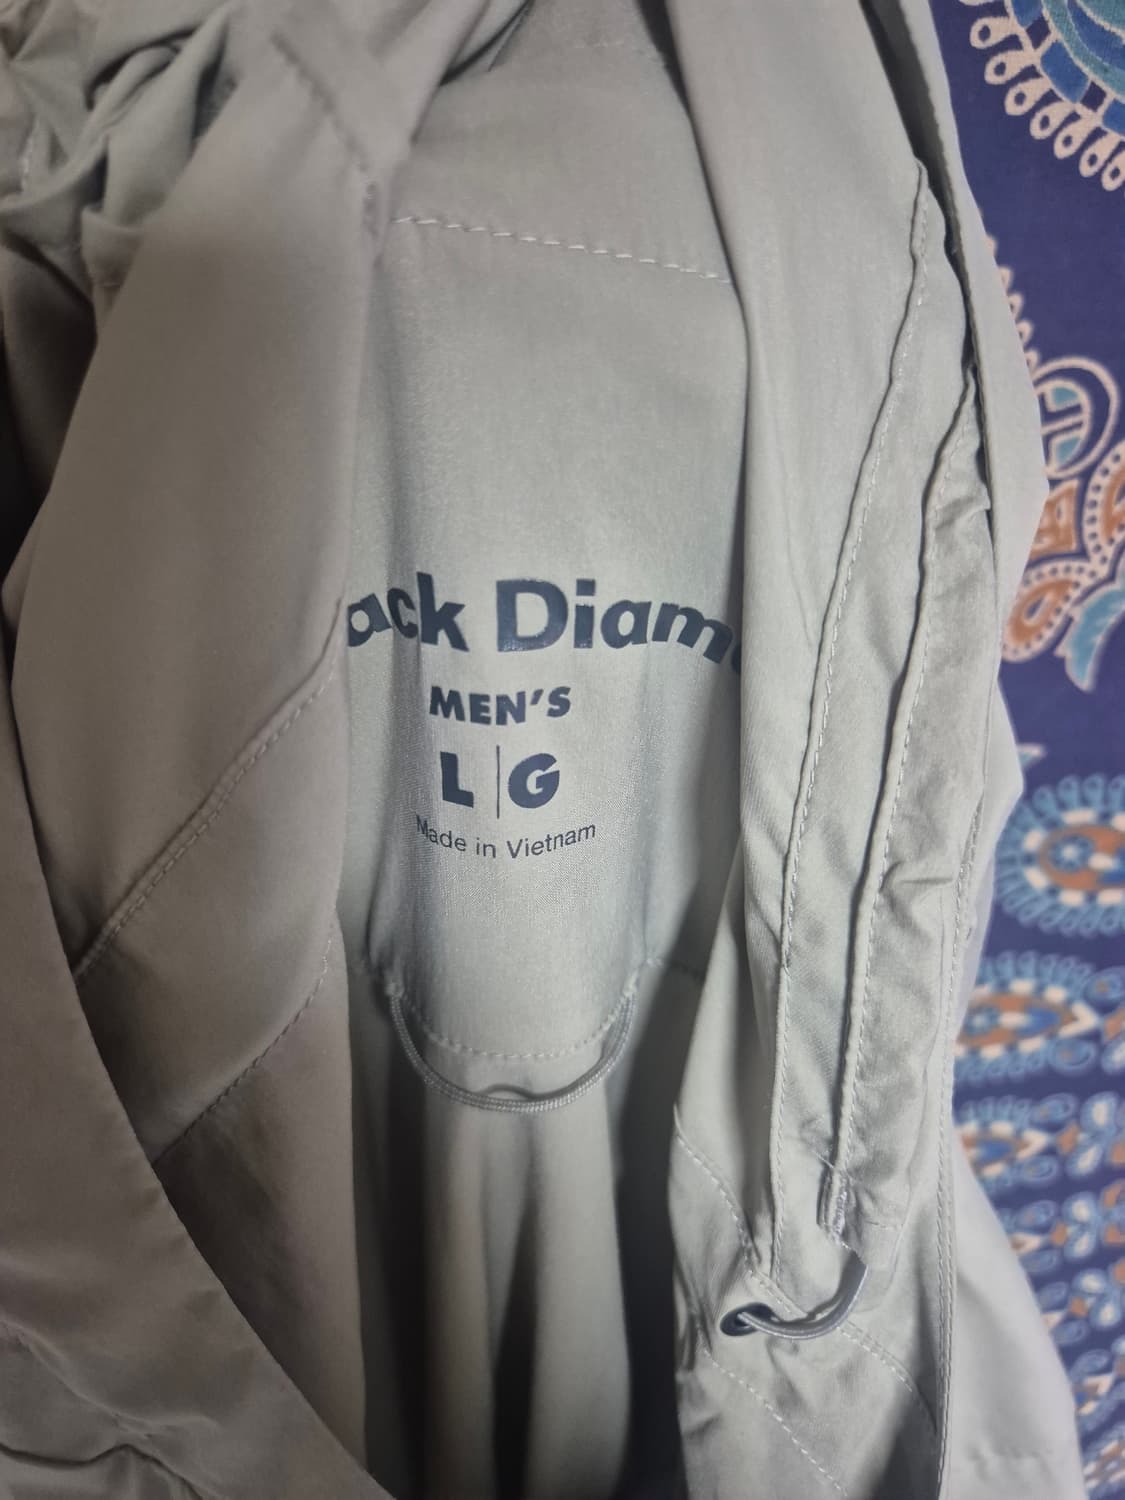 ack Diam
MEN'S
L|G
Made in Vietnam